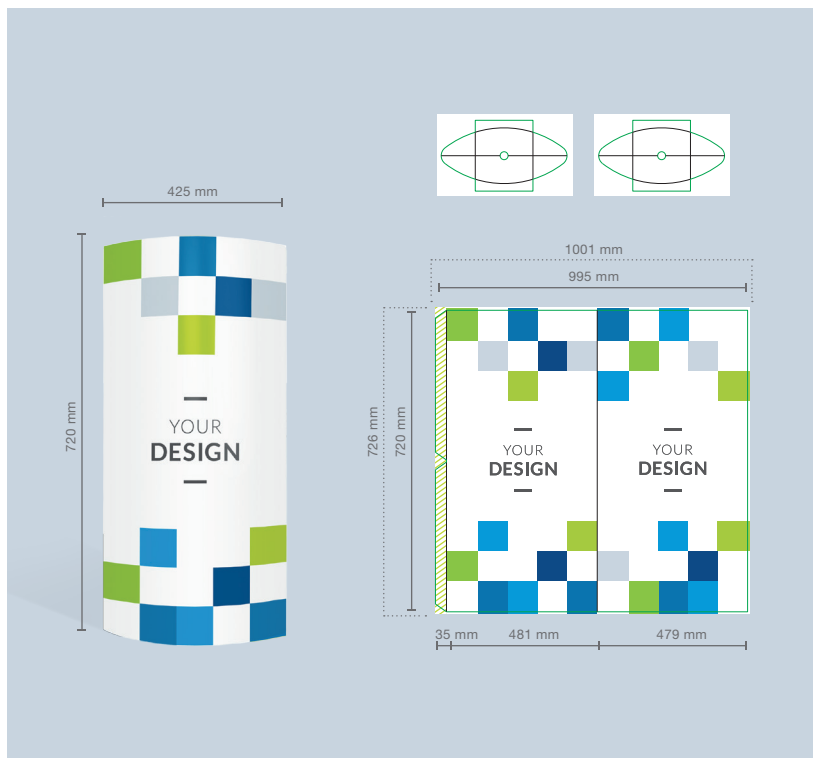 425 mm
720 mm
YOUR
DESIGN
1001 mm
995 mm
726 mm
720 mm
YOUR
DESIGN
YOUR
DESIGN
35 mm
481 mm
479 mm